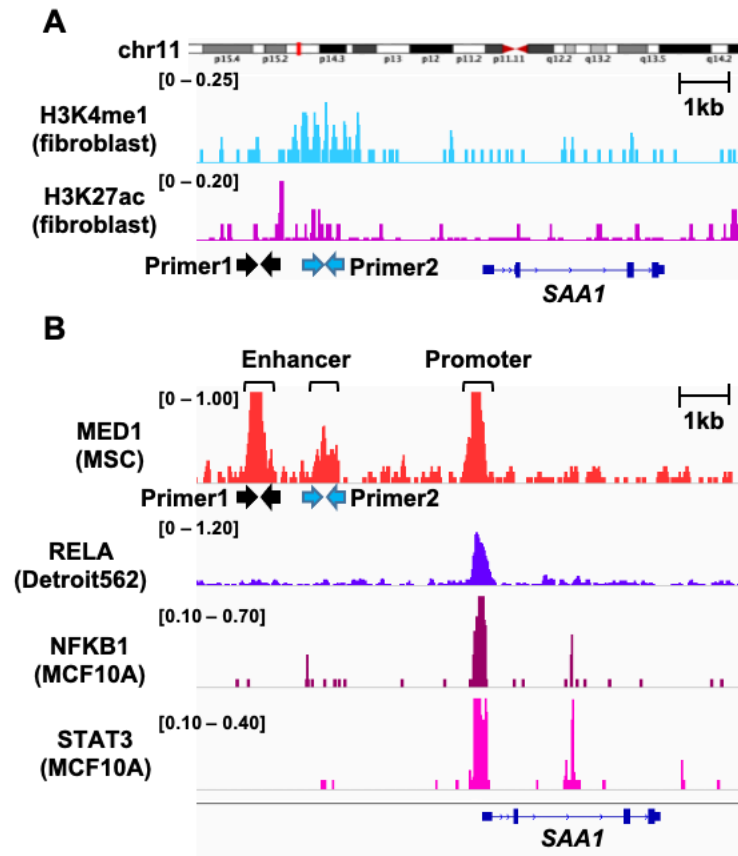 A
chr11
p15.4 p15.2 p14.3 p13 p12 p11.2 p11.11 q12.2 q13.2 q13.5 q14.2
[0 – 0.25]
1kb
H3K4me1
(fibroblast)
[0 – 0.20]
H3K27ac
(fibroblast)
Primer1 Primer2
SAA1
B
Enhancer Promoter
[0 – 1.00]
1kb
MED1
(MSC)
Primer1 Primer2
[0 – 1.20]
RELA
(Detroit562)
[0.10 – 0.70]
NFKB1
(MCF10A)
[0.10 – 0.40]
STAT3
(MCF10A)
SAA1